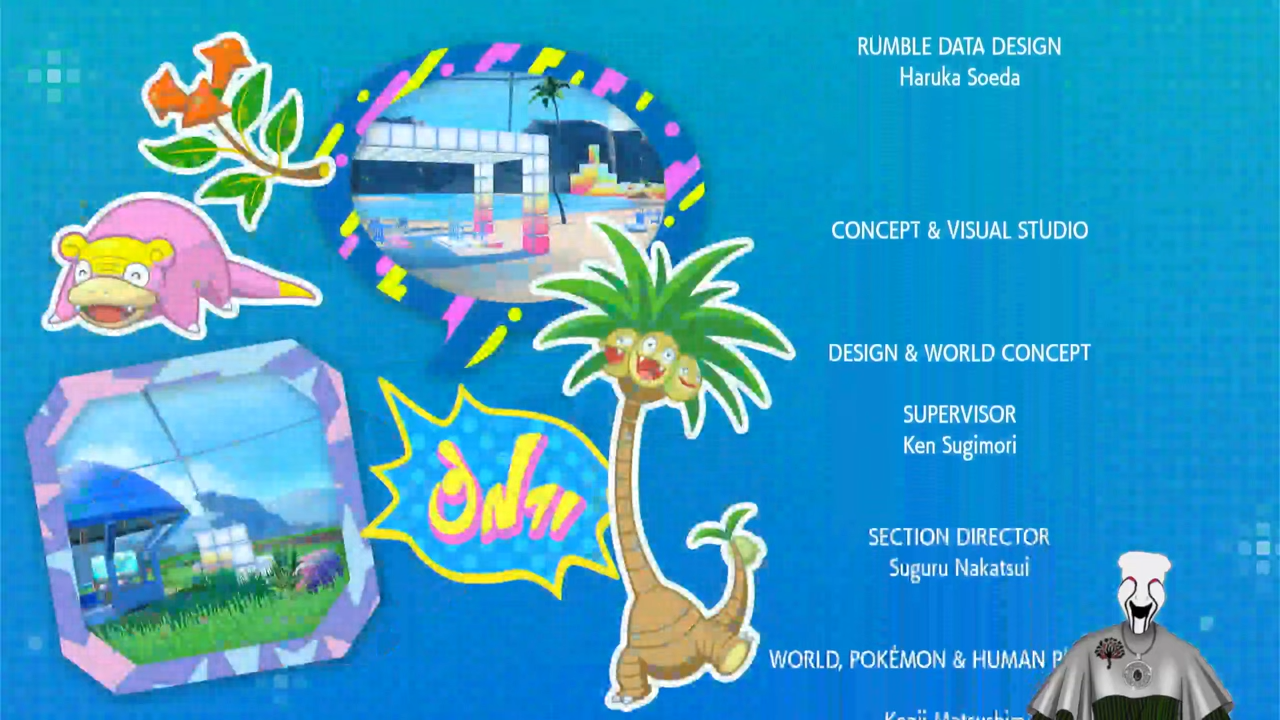 RUMBLE DATA DESIGN
Haruka Soeda
CONCEPT & VISUAL STUDIO
DESIGN & WORLD CONCEPT
SUPERVISOR
Ken Sugimori
SECTION DIRECTOR
Suguru Nakatsui
WORLD, POKÉMON & HUMAN